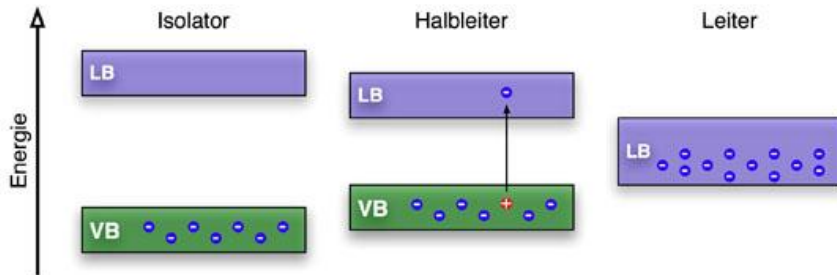 Isolator
Halbleiter
Leiter
Energie
LB
LB
LB
VB
VB